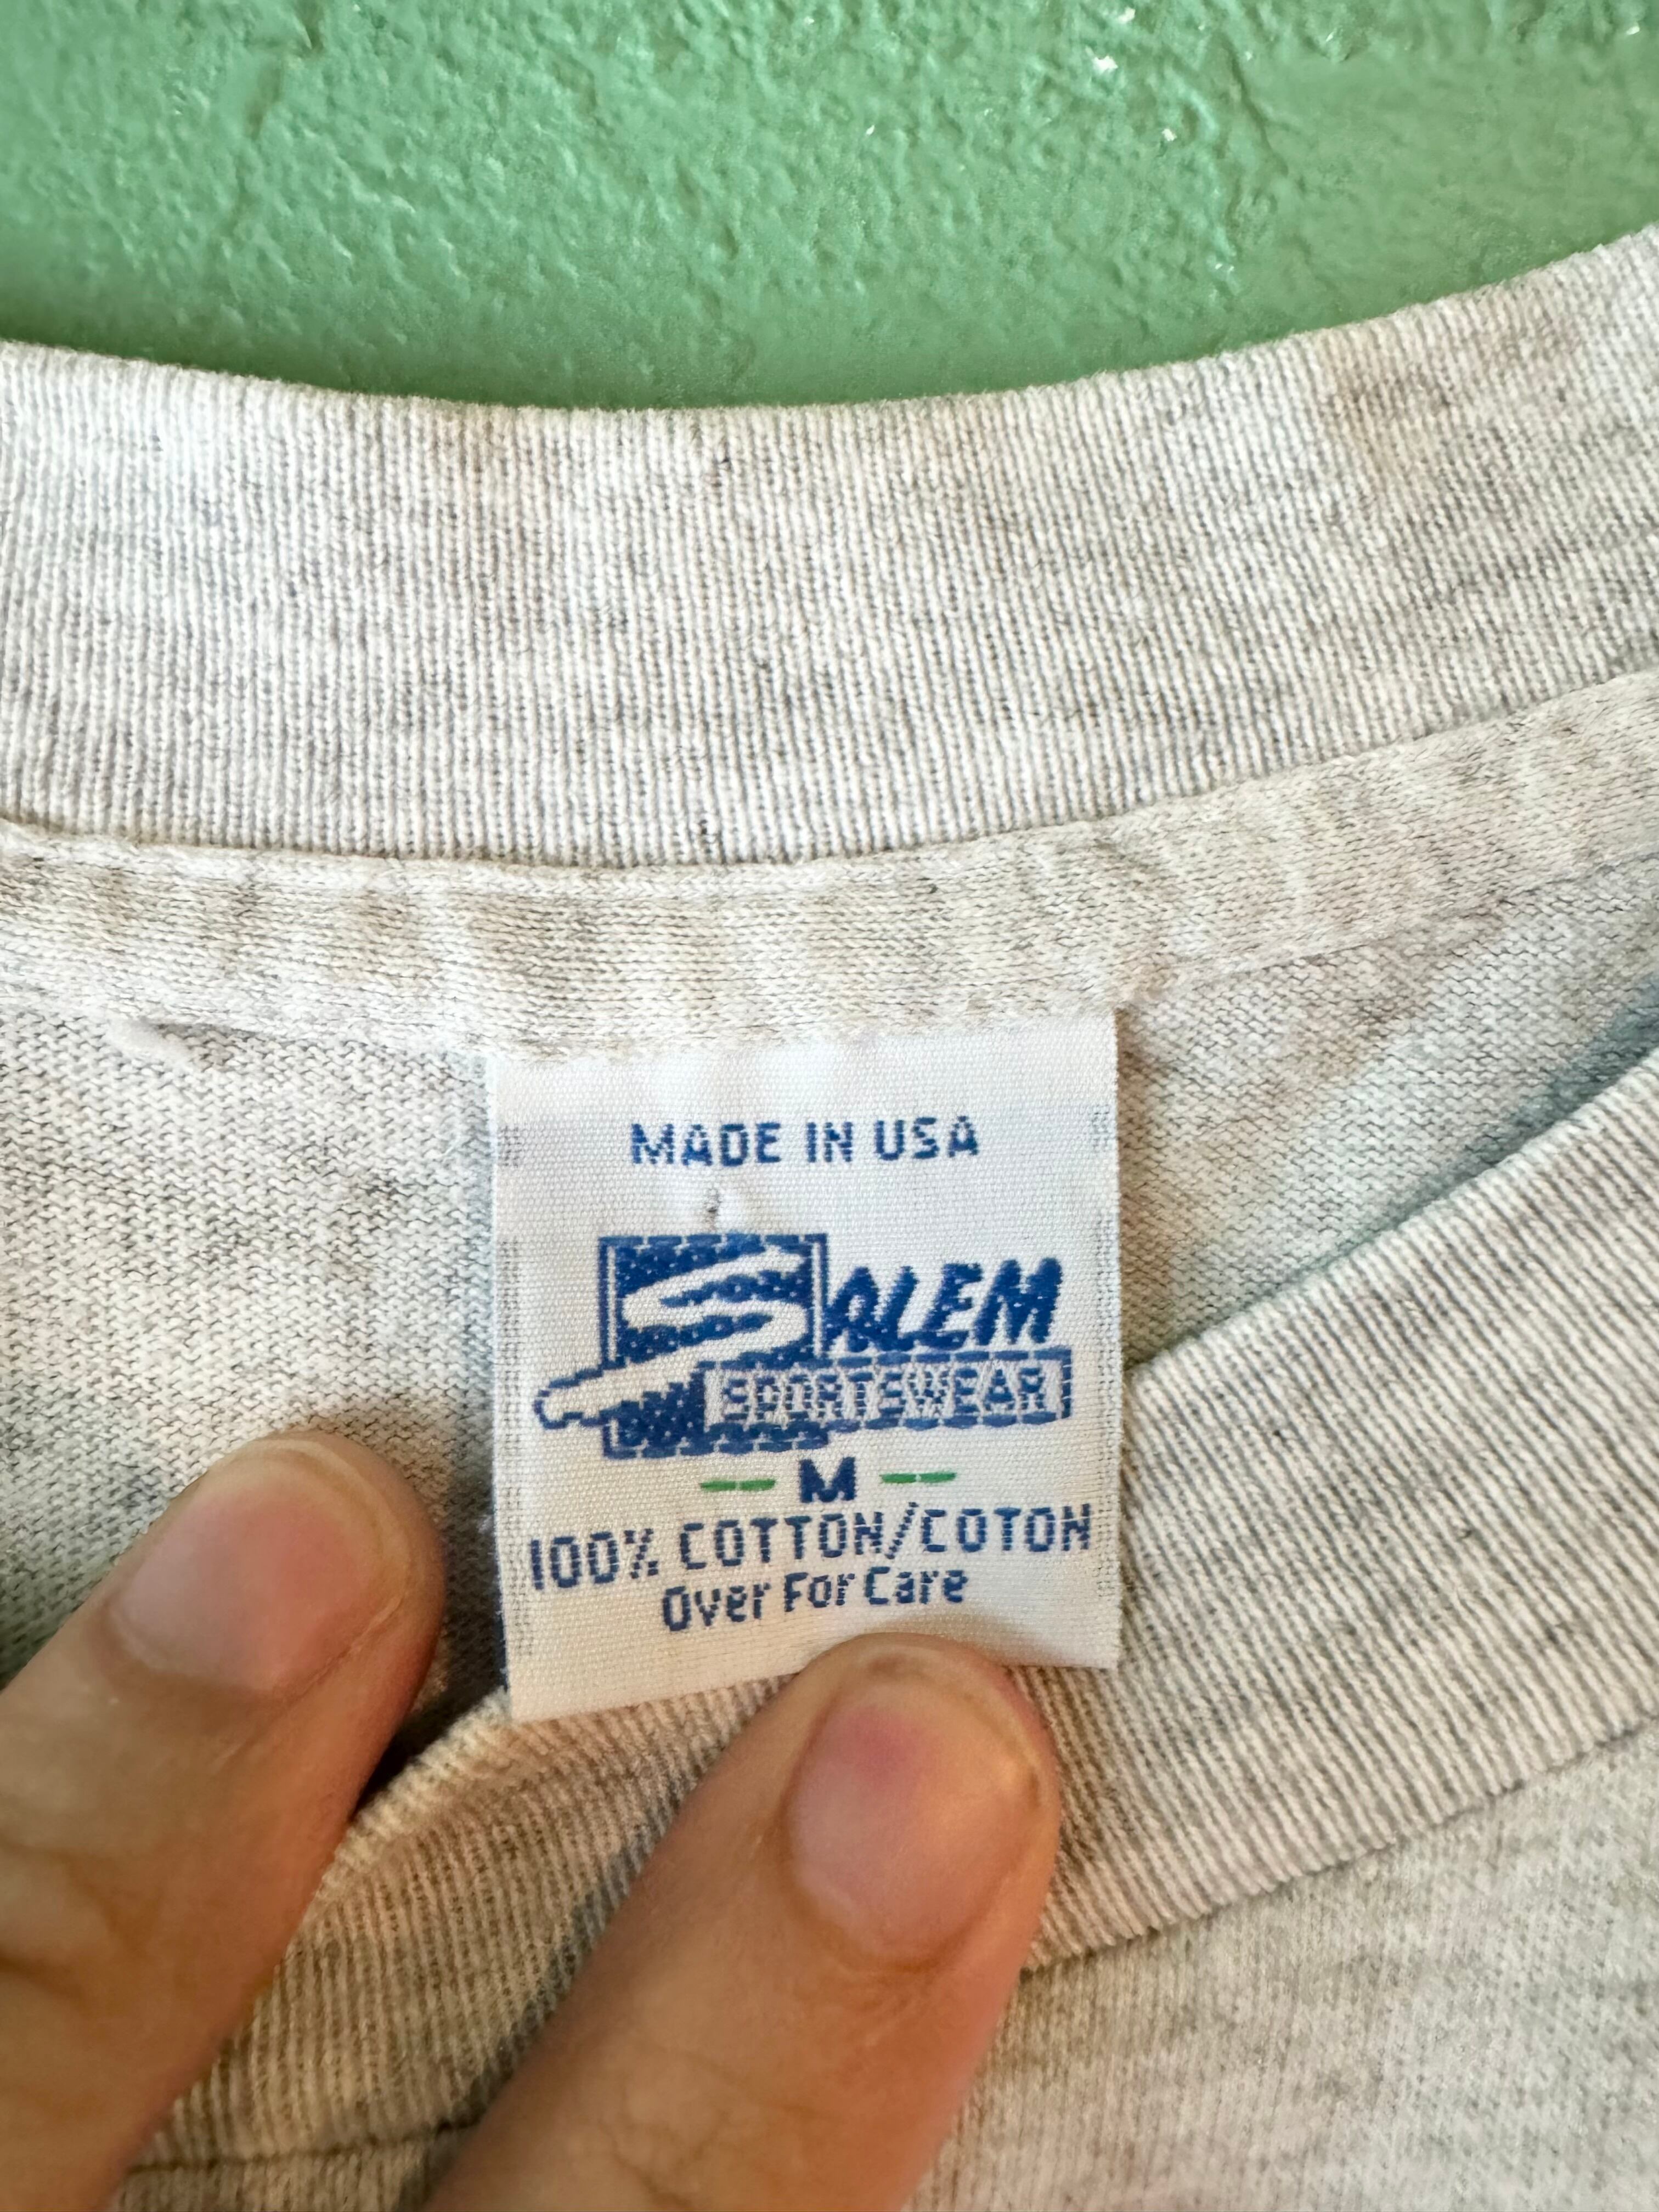 MADE IN USA
SALEM
SPORTSWEAR
M
100% COTTON/COTON
Over For Care